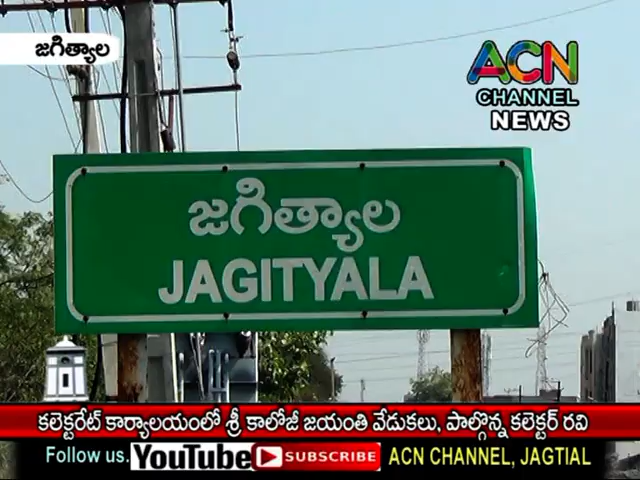 జగిత్యాల
ACN
CHANNEL
NEWS
జగిత్యాల
JAGITYALA
కలెక్టరేట్ కార్యాలయంలో శ్రీ కాలోజీ జయంతి వేడుకలు, పాల్గొన్న కలెక్టర్ రవి
Follow us. YouTube SUBSCRIBE ACN CHANNEL, JAGTIAL